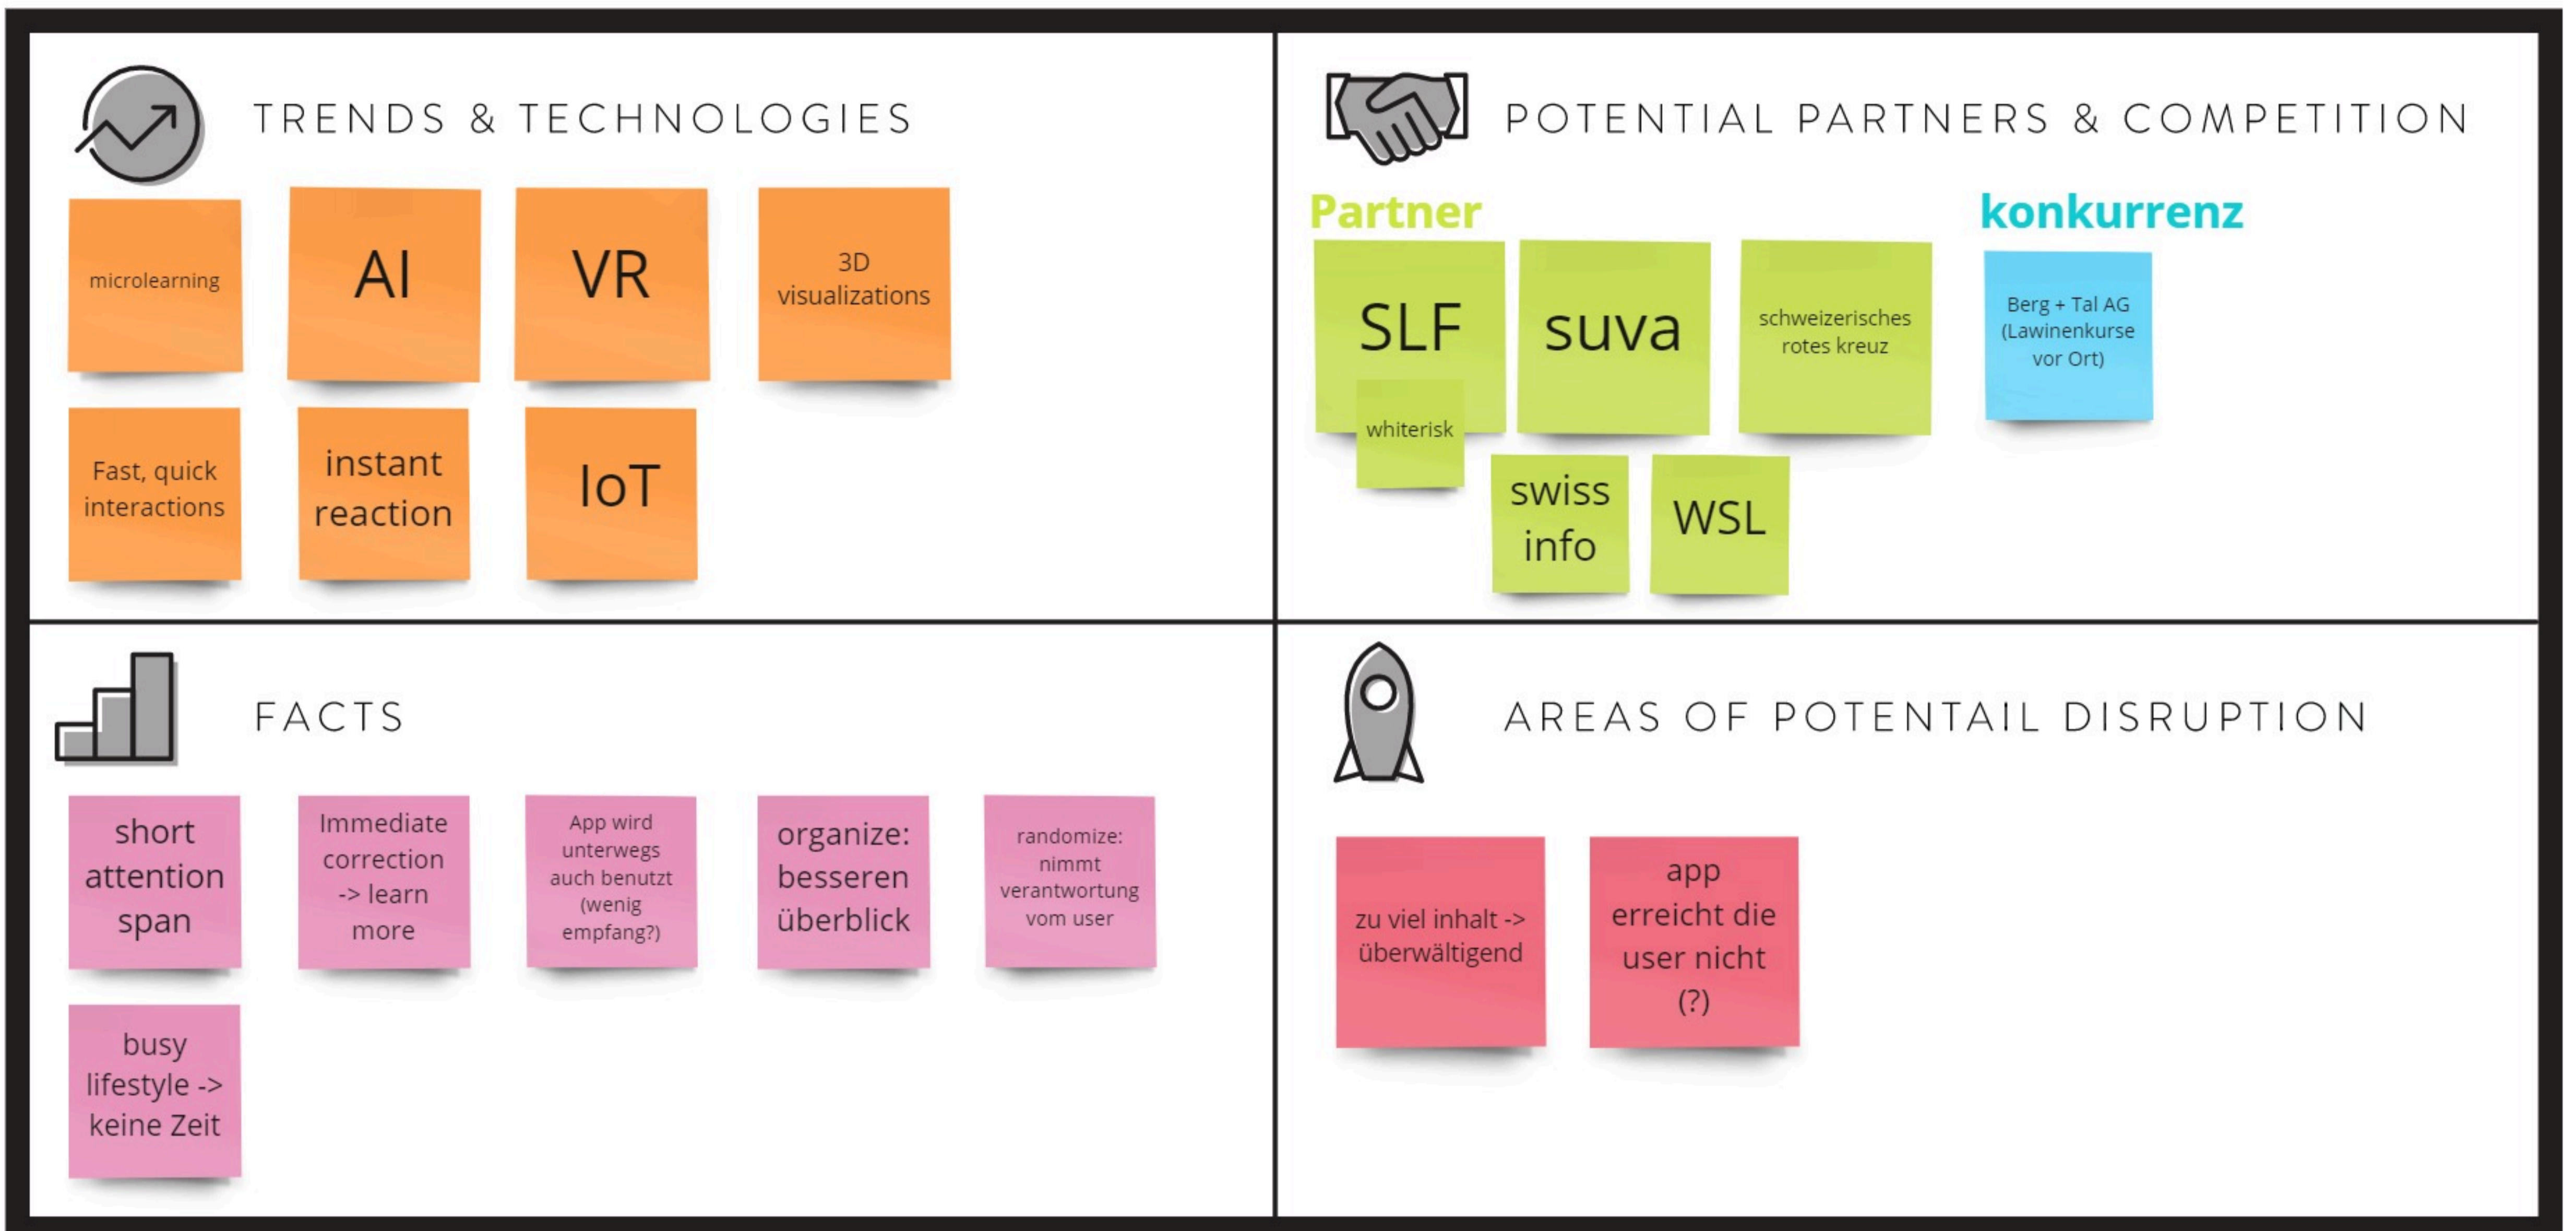 TRENDS & TECHNOLOGIES
microlearning
AI
VR
3D
visualizations
Fast, quick
interactions
instant
reaction
IoT
POTENTIAL PARTNERS & COMPETITION
Partner
konkurrenz
SLF
suva
schweizerisches
rotes kreuz
Berg + Tal AG
(Lawinenkurse
vor Ort)
whiterisk
swiss
info
WSL
FACTS
short
attention
span
Immediate
correction
-> learn
more
App wird
unterwegs
auch benutzt
(wenig
empfang?)
organize:
besseren
überblick
randomize:
nimmt
verantwortung
vom user
busy
lifestyle ->
keine Zeit
AREAS OF POTENTAIL DISRUPTION
zu viel inhalt ->
überwältigend
app
erreicht die
user nicht
(?)